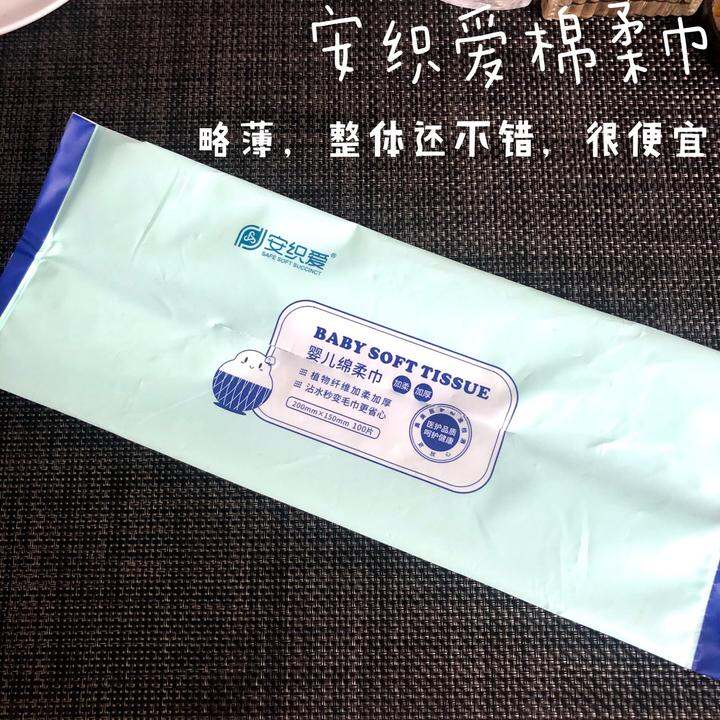 安织爱棉柔巾
略薄，整体还不错，很便宜
安织爱®
SAFE SOFT SUCCINCT
BABY SOFT TISSUE
婴儿绵柔巾 加柔 加厚
植物纤维加柔加厚
沾水秒变毛巾更省心
200mm×150mm 100片
医护品质
呵护健康